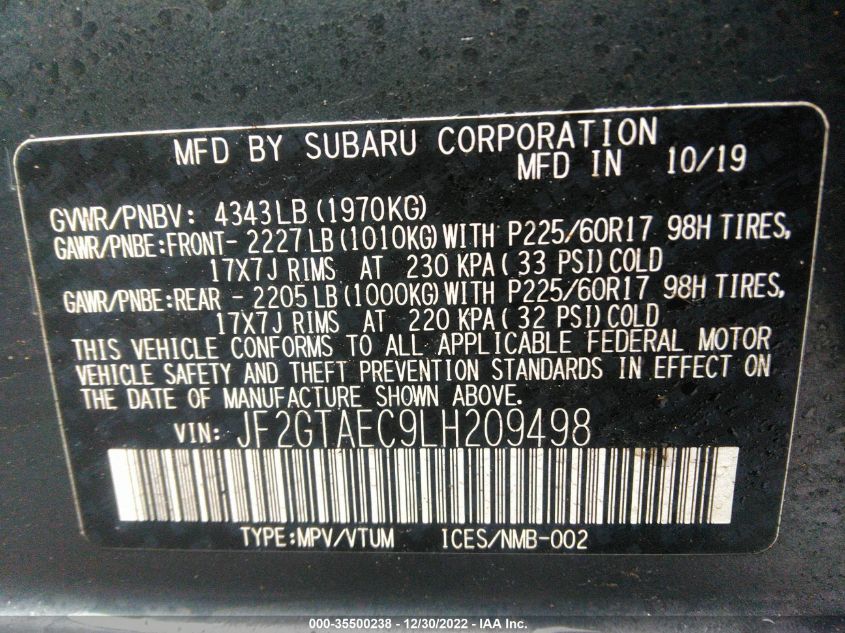 MFD BY SUBARU CORPORATION
MFD IN 10/19
GVWR/PNBV: 4343LB (1970KG)
GAWR/PNBE:FRONT- 2227LB (1010KG) WITH P225/60R17 98H TIRES,
17X7J RIMS AT 230 KPA ( 33 PSI) COLD
GAWR/PNBE:REAR - 2205LB (1000KG) WITH P225/60R17 98H TIRES,
17X7J RIMS AT 220 KPA ( 32 PSI) COLD
THIS VEHICLE CONFORMS TO ALL APPLICABLE FEDERAL MOTOR
VEHICLE SAFETY AND THEFT PREVENTION STANDARDS IN EFFECT ON
THE DATE OF MANUFACTURE SHOWN ABOVE.
VIN: JF2GTAEC9LH209498
TYPE:MPV/VTUM ICES/NMB-002
000-35500238 - 12/30/2022 - IAA Inc.